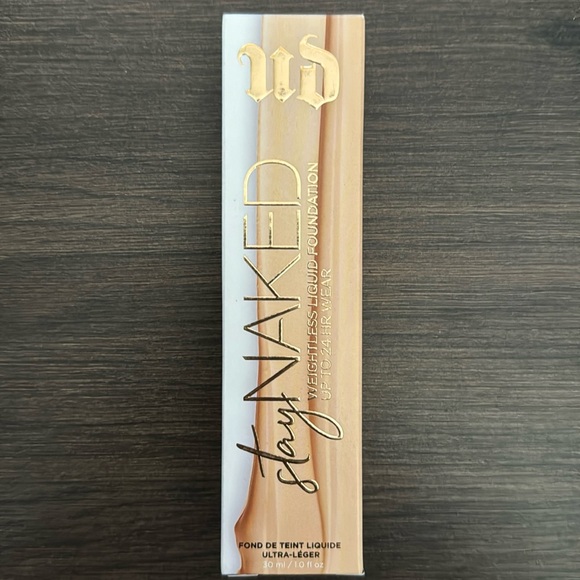 UD
stay NAKED
WEIGHTLESS LIQUID FOUNDATION
UP TO 24 HR WEAR
FOND DE TEINT LIQUIDE
ULTRA-LÉGER
30 ml / 1.0 fl oz